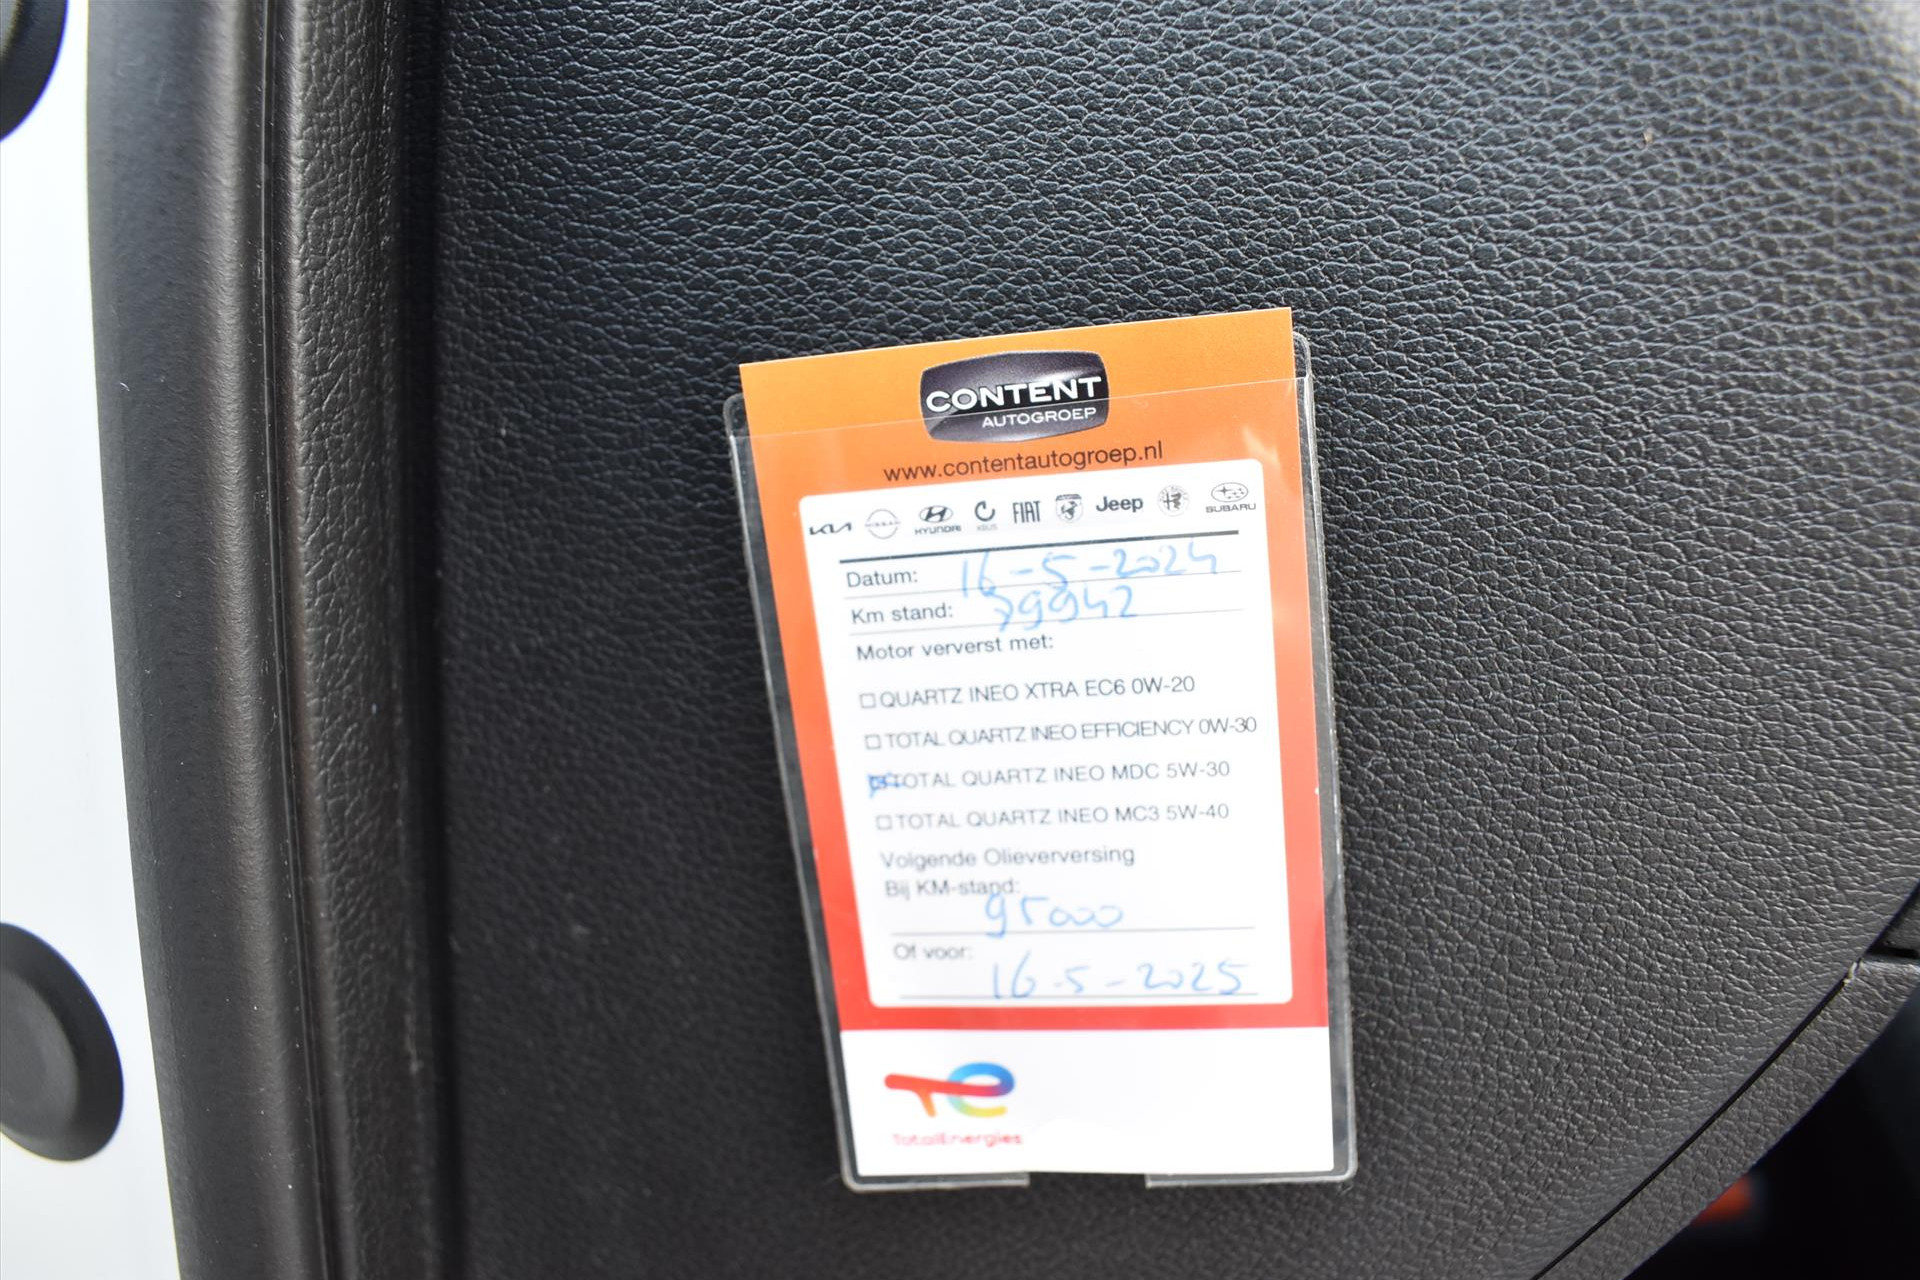 CONTENT
AUTOGROEP
www.contentautogroep.nl
KIA NISSAN HYUNDAI FIAT Jeep SUBARU
Datum: 16-5-2024
Km stand: 79942
Motor ververst met:
QUARTZ INEO XTRA EC6 0W-20
TOTAL QUARTZ INEO EFFICIENCY 0W-30
TOTAL QUARTZ INEO MDC 5W-30
TOTAL QUARTZ INEO MC3 5W-40
Volgende Olieverversing
Bij KM-stand:
95000
Of voor:
16-5-2025
TotalEnergies